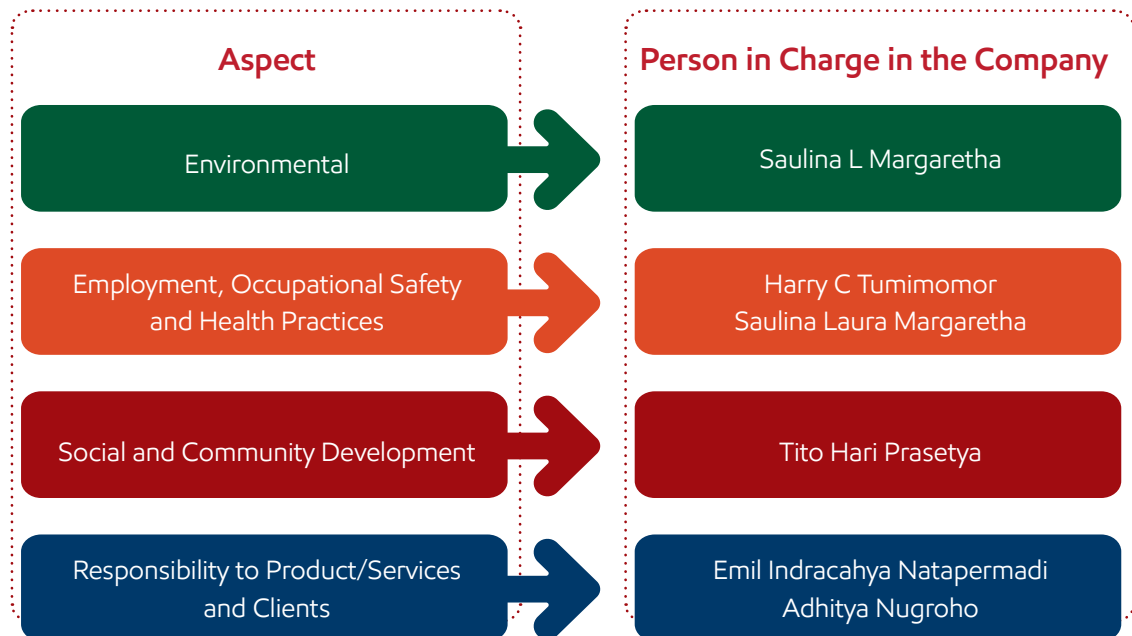 Aspect
Person in Charge in the Company
Environmental
Saulina L Margaretha
Employment, Occupational Safety
and Health Practices
Harry C Tumimomor
Saulina Laura Margaretha
Social and Community Development
Tito Hari Prasetya
Responsibility to Product/Services
and Clients
Emil Indracahya Natapermadi
Adhitya Nugroho